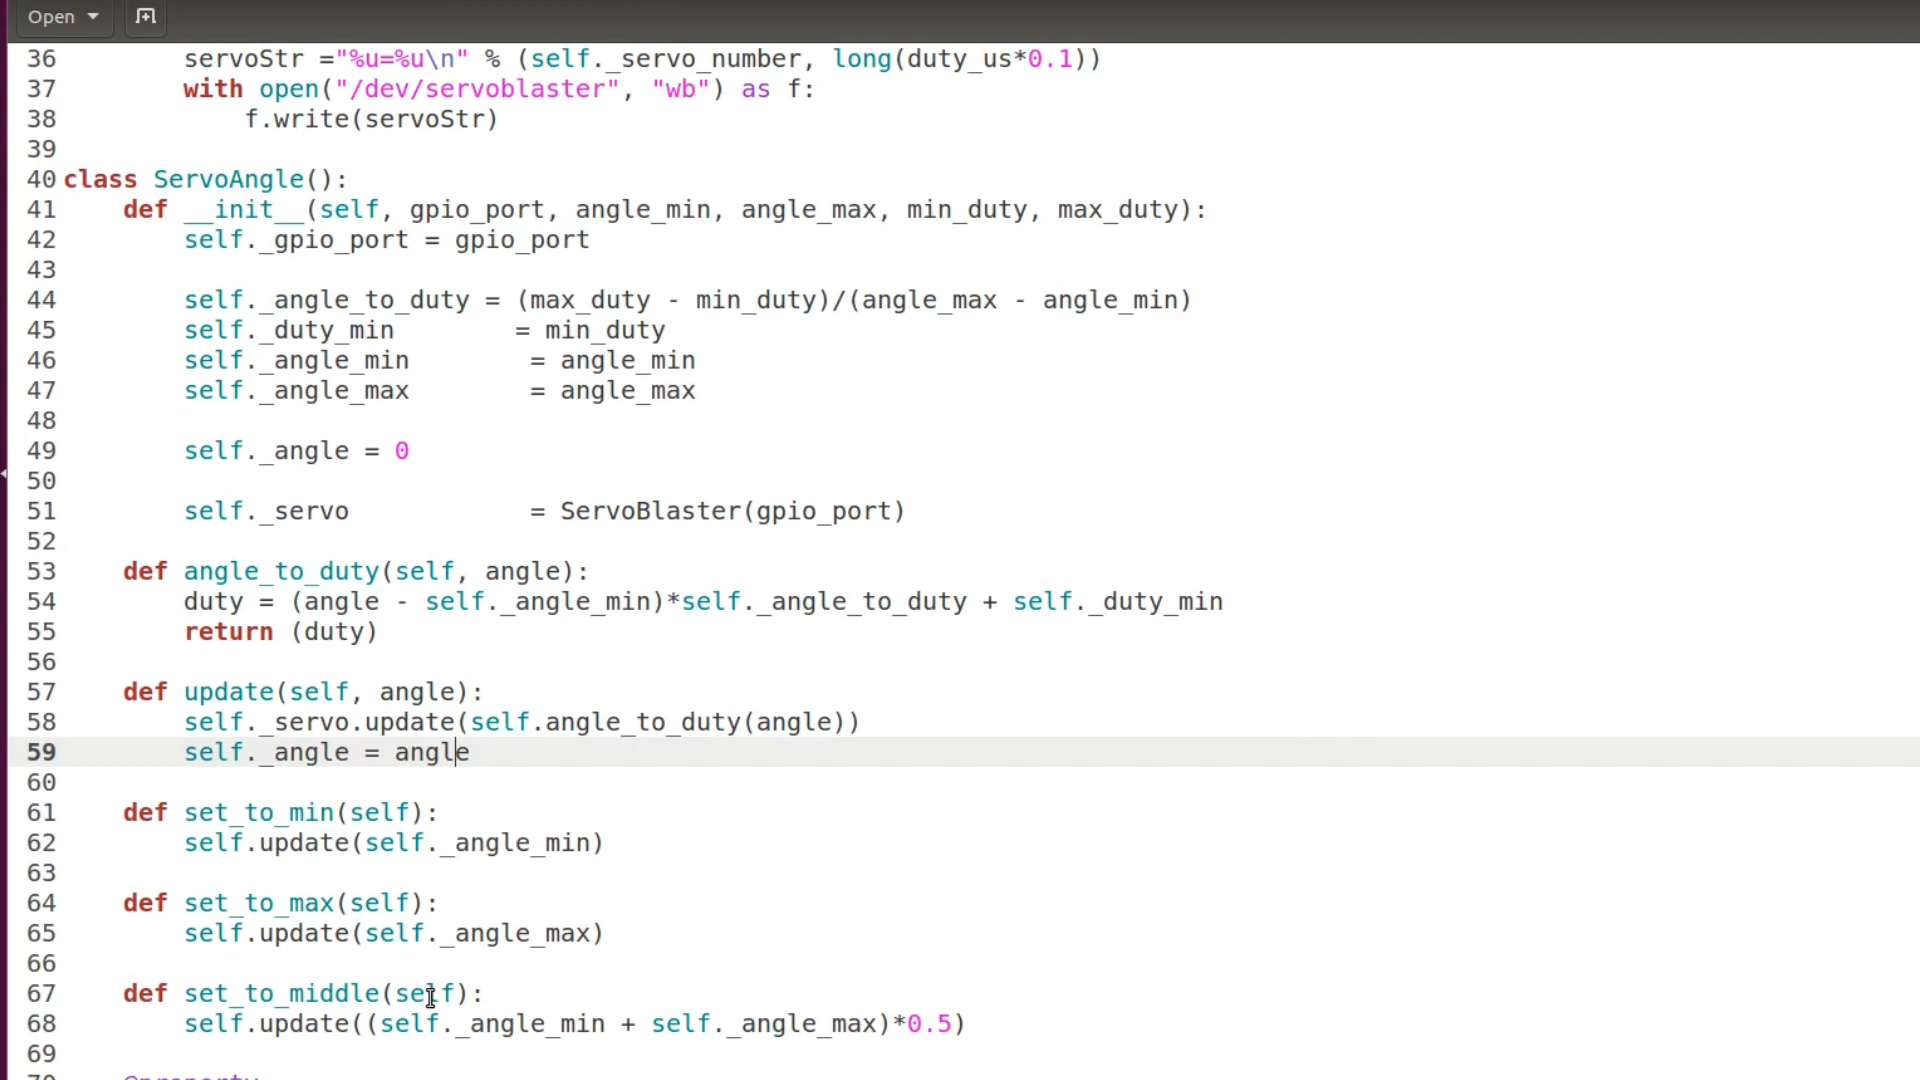 Open
36         servoStr ="%u=%u\n" % (self._servo_number, long(duty_us*0.1))
37         with open("/dev/servoblaster", "wb") as f:
38             f.write(servoStr)
39
40 class ServoAngle():
41     def __init__(self, gpio_port, angle_min, angle_max, min_duty, max_duty):
42         self._gpio_port = gpio_port
43
44         self._angle_to_duty = (max_duty - min_duty)/(angle_max - angle_min)
45         self._duty_min        = min_duty
46         self._angle_min        = angle_min
47         self._angle_max        = angle_max
48
49         self._angle = 0
50
51         self._servo            = ServoBlaster(gpio_port)
52
53     def angle_to_duty(self, angle):
54         duty = (angle - self._angle_min)*self._angle_to_duty + self._duty_min
55         return (duty)
56
57     def update(self, angle):
58         self._servo.update(self.angle_to_duty(angle))
59         self._angle = angle
60
61     def set_to_min(self):
62         self.update(self._angle_min)
63
64     def set_to_max(self):
65         self.update(self._angle_max)
66
67     def set_to_middle(self):
68         self.update((self._angle_min + self._angle_max)*0.5)
69
70     @property